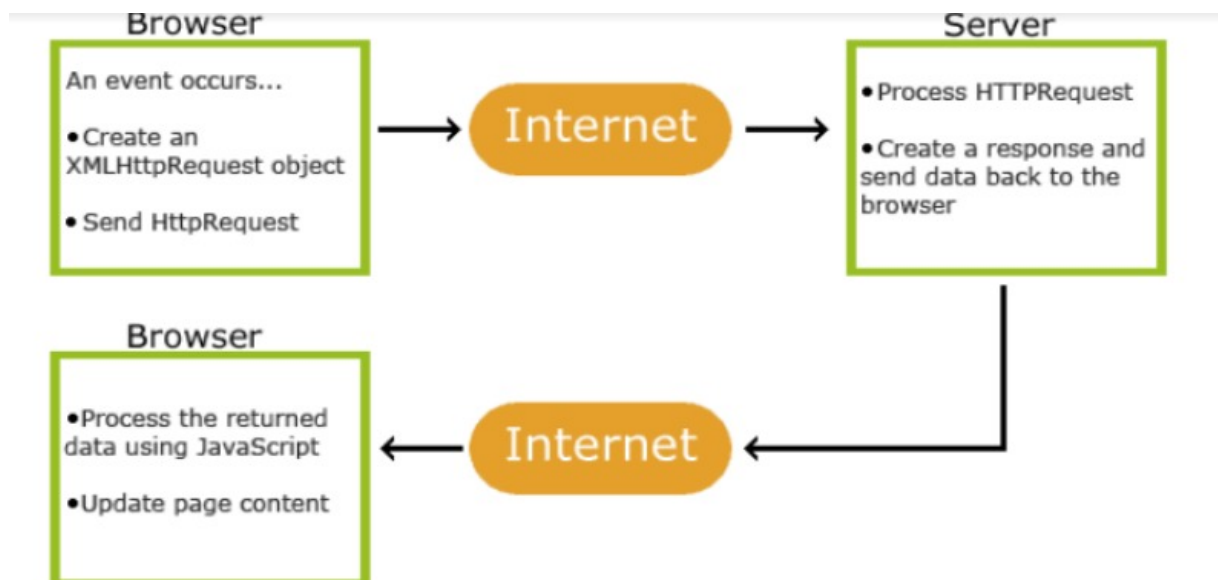 Browser
An event occurs...
•Create an
XMLHttpRequest object
•Send HttpRequest
Internet
Server
•Process HTTPRequest
•Create a response and
send data back to the
browser
Browser
•Process the returned
data using JavaScript
•Update page content
Internet